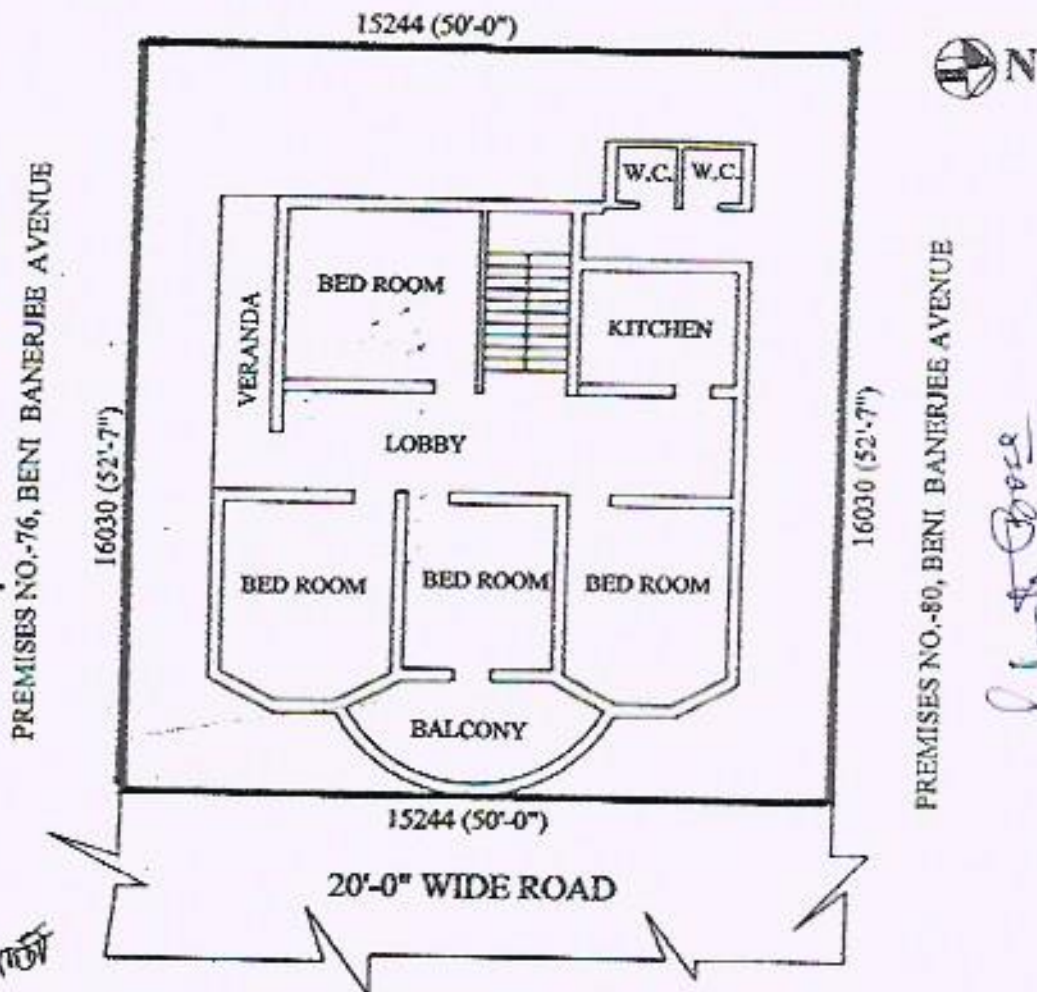 15244 (50'-0")
N
W.C.
W.C.
BED ROOM
VERANDA
KITCHEN
LOBBY
PREMISES NO.-76, BENI BANERJEE AVENUE
16030 (52'-7")
16030 (52'-7")
PREMISES NO.-80, BENI BANERJEE AVENUE
BED ROOM
BED ROOM
BED ROOM
BALCONY
15244 (50'-0")
20'-0" WIDE ROAD